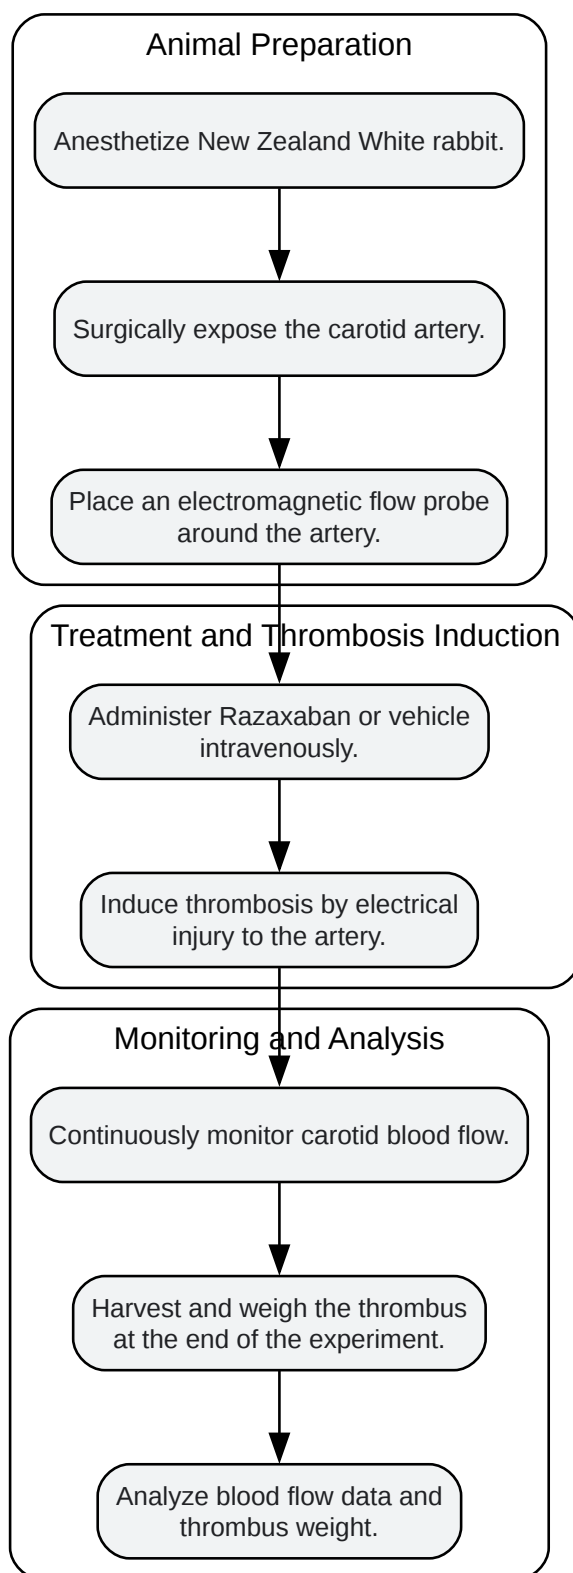 Animal Preparation
Anesthetize New Zealand White rabbit.
Surgically expose the carotid artery.
Place an electromagnetic flow probe
around the artery.
Treatment and Thrombosis Induction
Administer Razaxaban or vehicle
intravenously.
Induce thrombosis by electrical
injury to the artery.
Monitoring and Analysis
Continuously monitor carotid blood flow.
Harvest and weigh the thrombus
at the end of the experiment.
Analyze blood flow data and
thrombus weight.